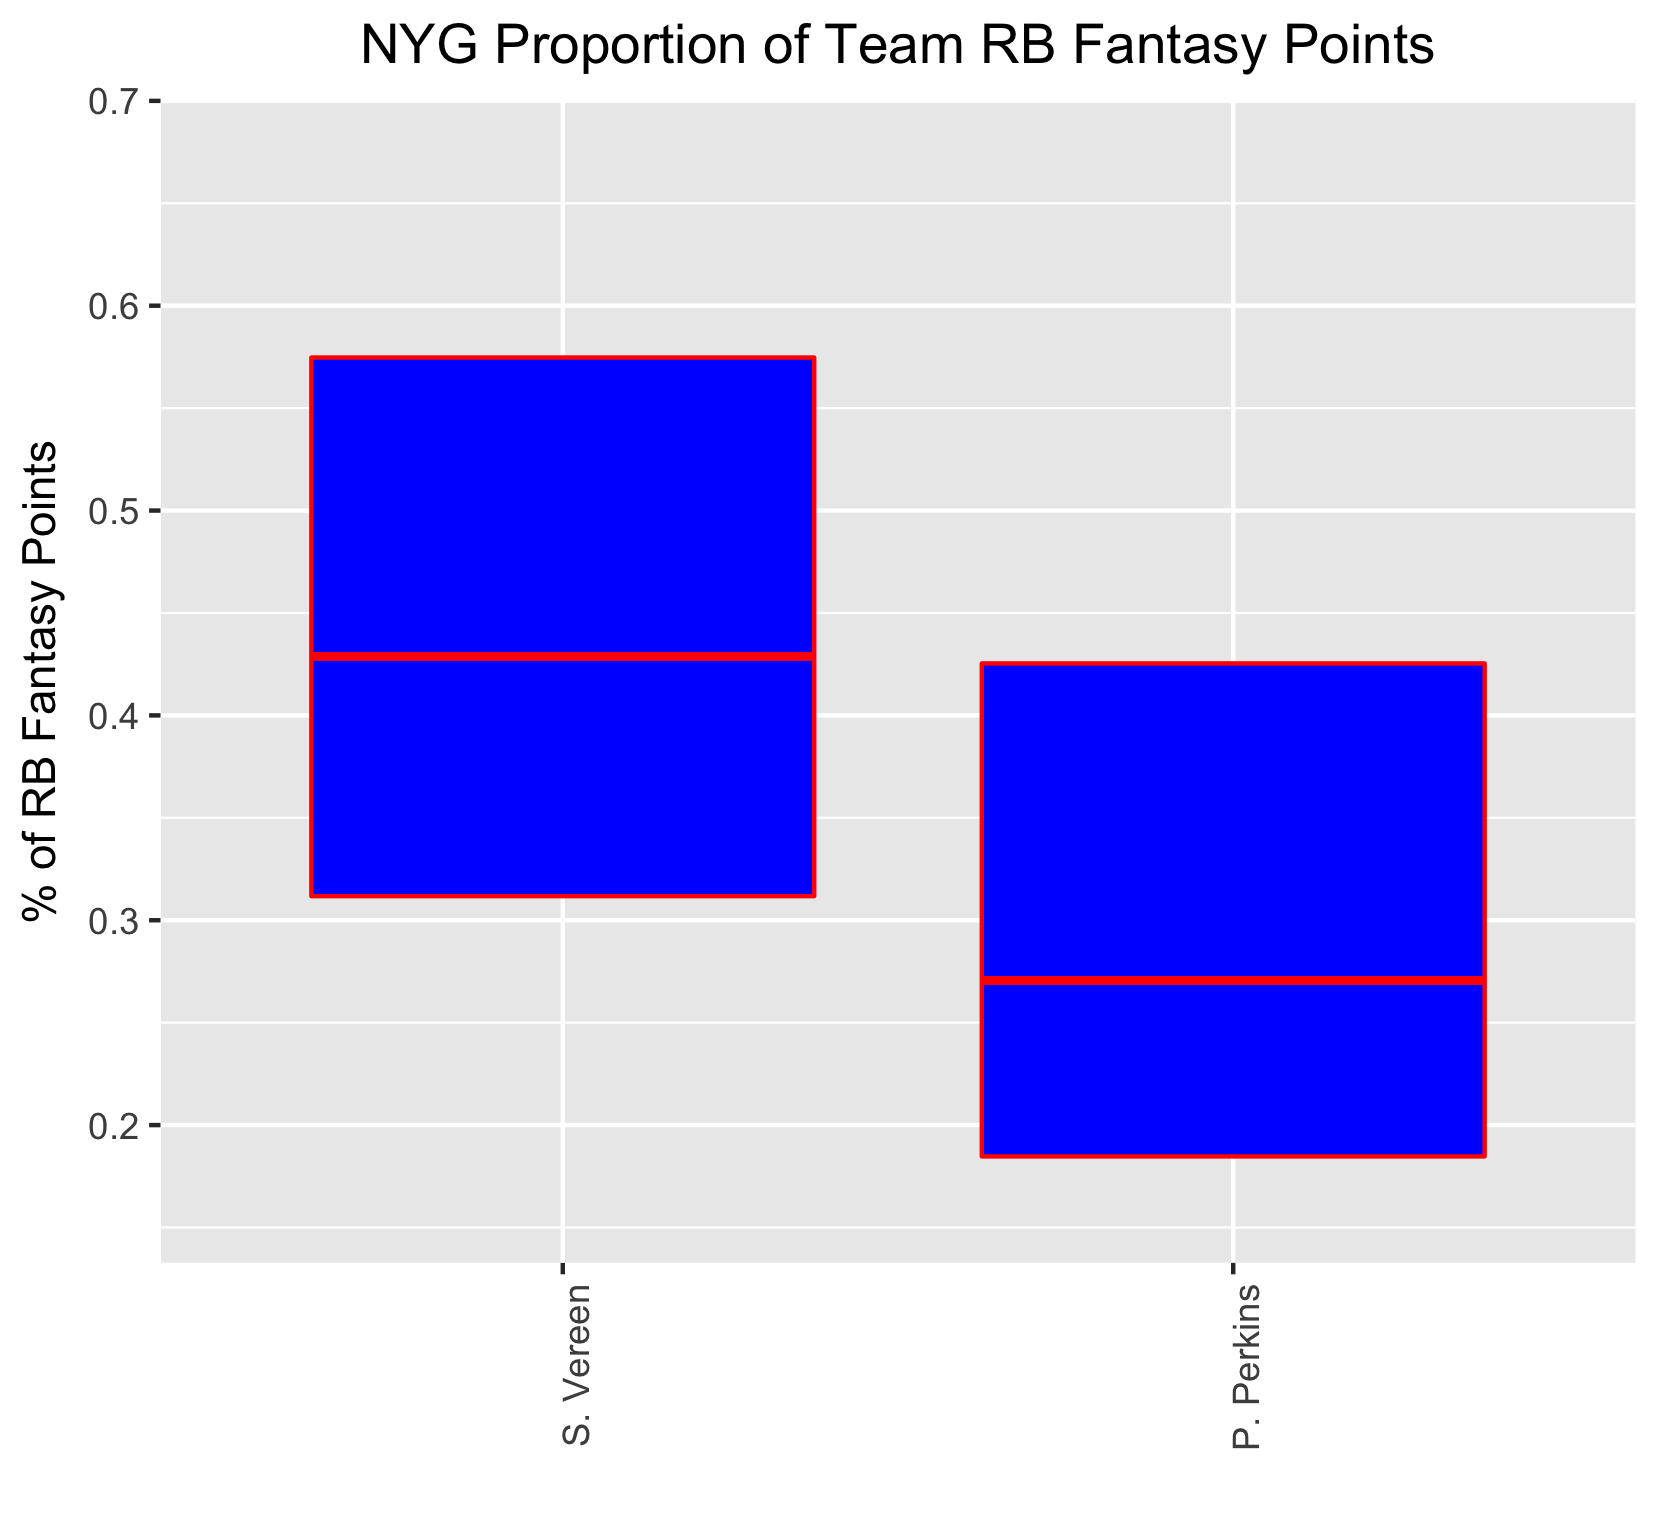 NYG Proportion of Team RB Fantasy Points
% of RB Fantasy Points
0.7
0.6
0.5
0.4
0.3
0.2
S. Vereen
P. Perkins